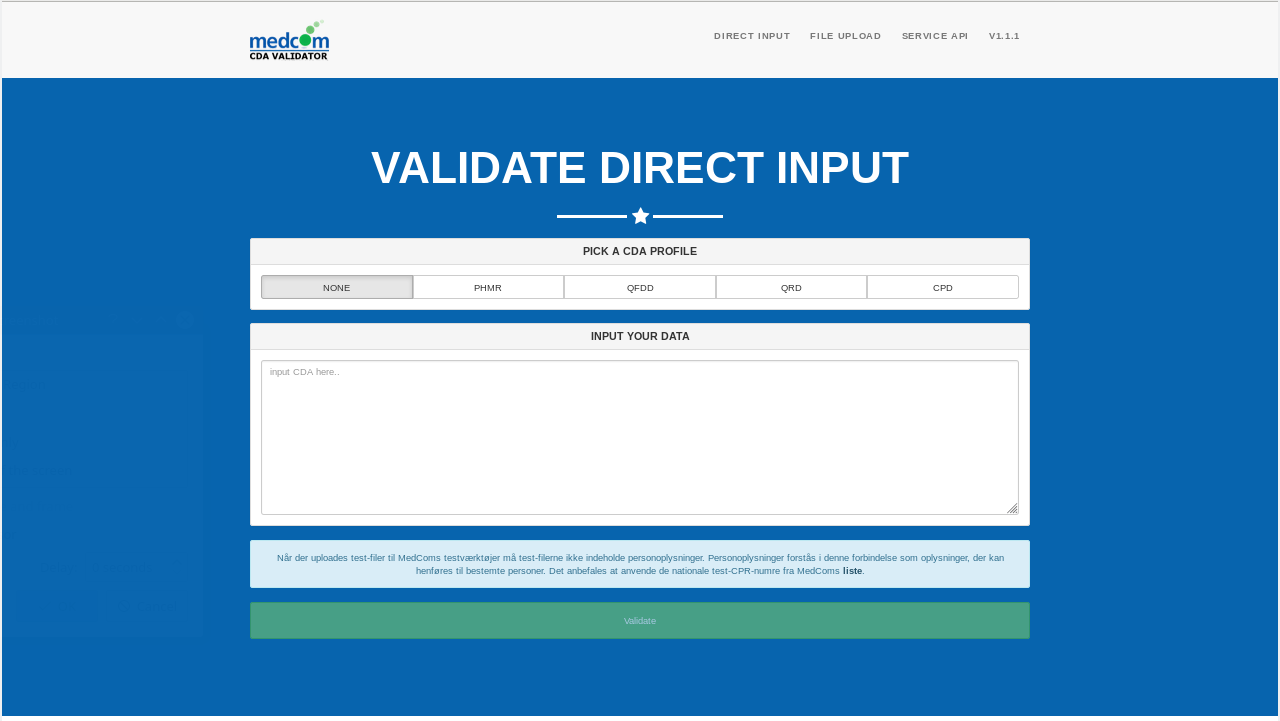 medcom
CDA VALIDATOR
DIRECT INPUT
FILE UPLOAD
SERVICE API
V1.1.1
VALIDATE DIRECT INPUT
PICK A CDA PROFILE
NONE
PHMR
QFDD
QRD
CPD
INPUT YOUR DATA
input CDA here..
Når der uploades test-filer til MedComs testværktøjer må test-filerne ikke indeholde personoplysninger. Personoplysninger forstås i denne forbindelse som oplysninger, der kan
henføres til bestemte personer. Det anbefales at anvende de nationale test-CPR-numre fra MedComs liste.
Validate